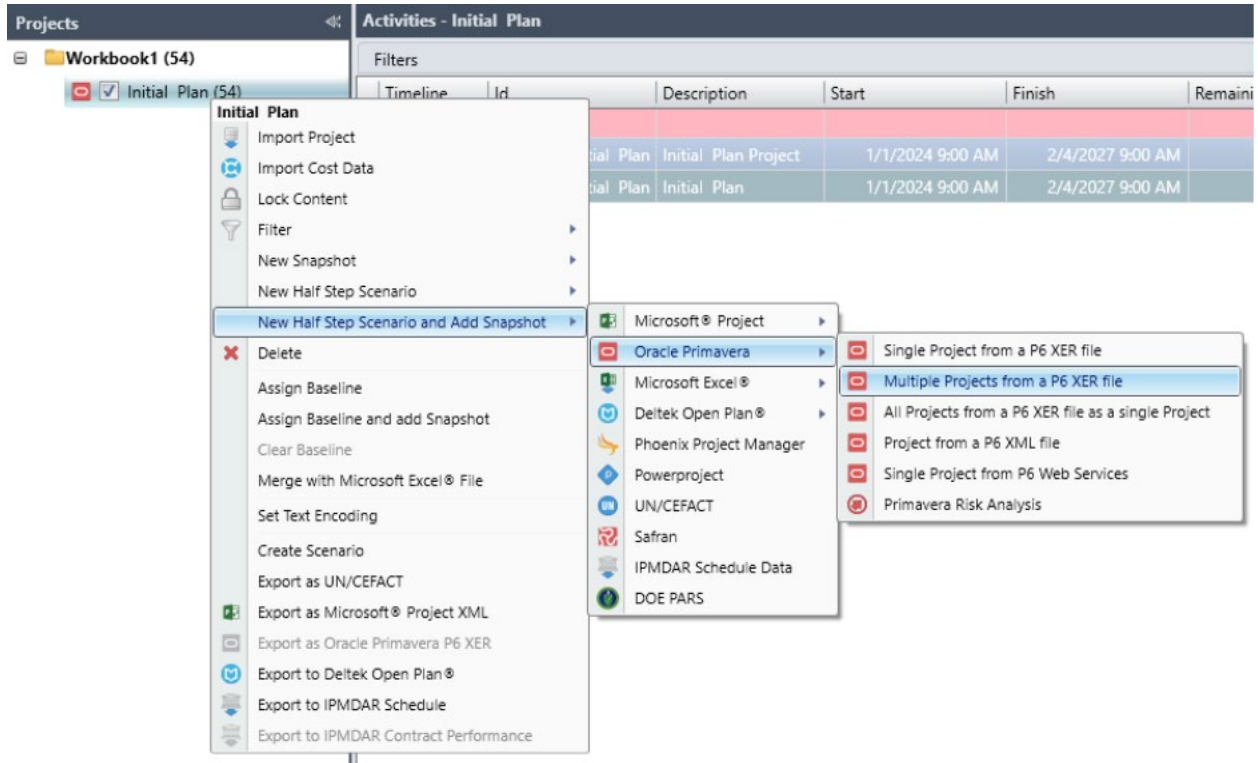 Projects
Activities - Initial Plan
Workbook1 (54)
Filters
Initial Plan (54)
Timeline Id Description Start Finish Remaini
Initial Plan
Import Project
tial Plan Initial Plan Project 1/1/2024 9:00 AM 2/4/2027 9:00 AM
Import Cost Data
tial Plan Initial Plan 1/1/2024 9:00 AM 2/4/2027 9:00 AM
Lock Content
Filter
New Snapshot
New Half Step Scenario
New Half Step Scenario and Add Snapshot
Delete
Assign Baseline
Assign Baseline and add Snapshot
Clear Baseline
Merge with Microsoft Excel® File
Set Text Encoding
Create Scenario
Export as UN/CEFACT
Export as Microsoft® Project XML
Export as Oracle Primavera P6 XER
Export to Deltek Open Plan®
Export to IPMDAR Schedule
Export to IPMDAR Contract Performance
Microsoft® Project
Oracle Primavera
Microsoft Excel®
Deltek Open Plan®
Phoenix Project Manager
Powerproject
UN/CEFACT
Safran
IPMDAR Schedule Data
DOE PARS
Single Project from a P6 XER file
Multiple Projects from a P6 XER file
All Projects from a P6 XER file as a single Project
Project from a P6 XML file
Single Project from P6 Web Services
Primavera Risk Analysis